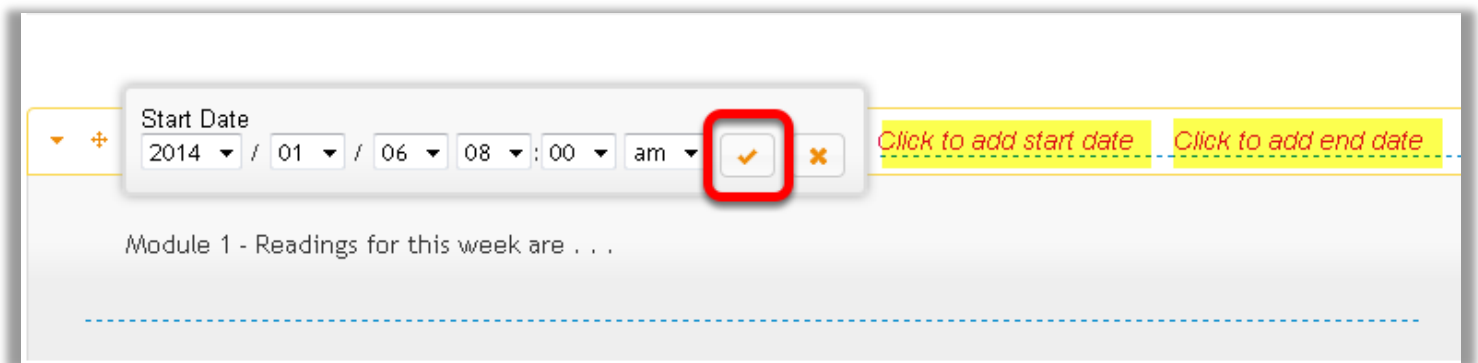 Start Date
2014 / 01 / 06 08 : 00 am Click to add start date Click to add end date
Module 1 - Readings for this week are . . .